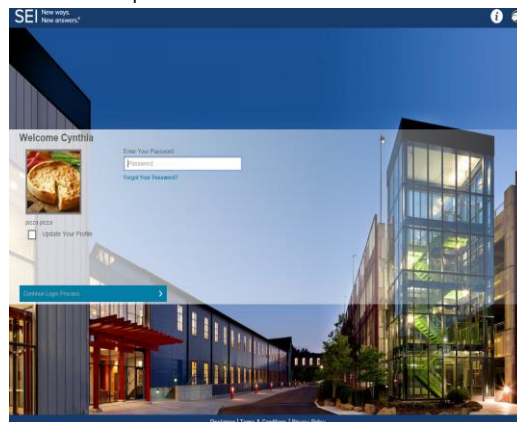 SEI New ways.
New answers.®
Welcome Cynthia
Enter Your Password
Password
Forgot Your Password?
pizza pizza
Update Your Profile
Continue Login Process
Disclaimer | Terms & Conditions | Privacy Policy